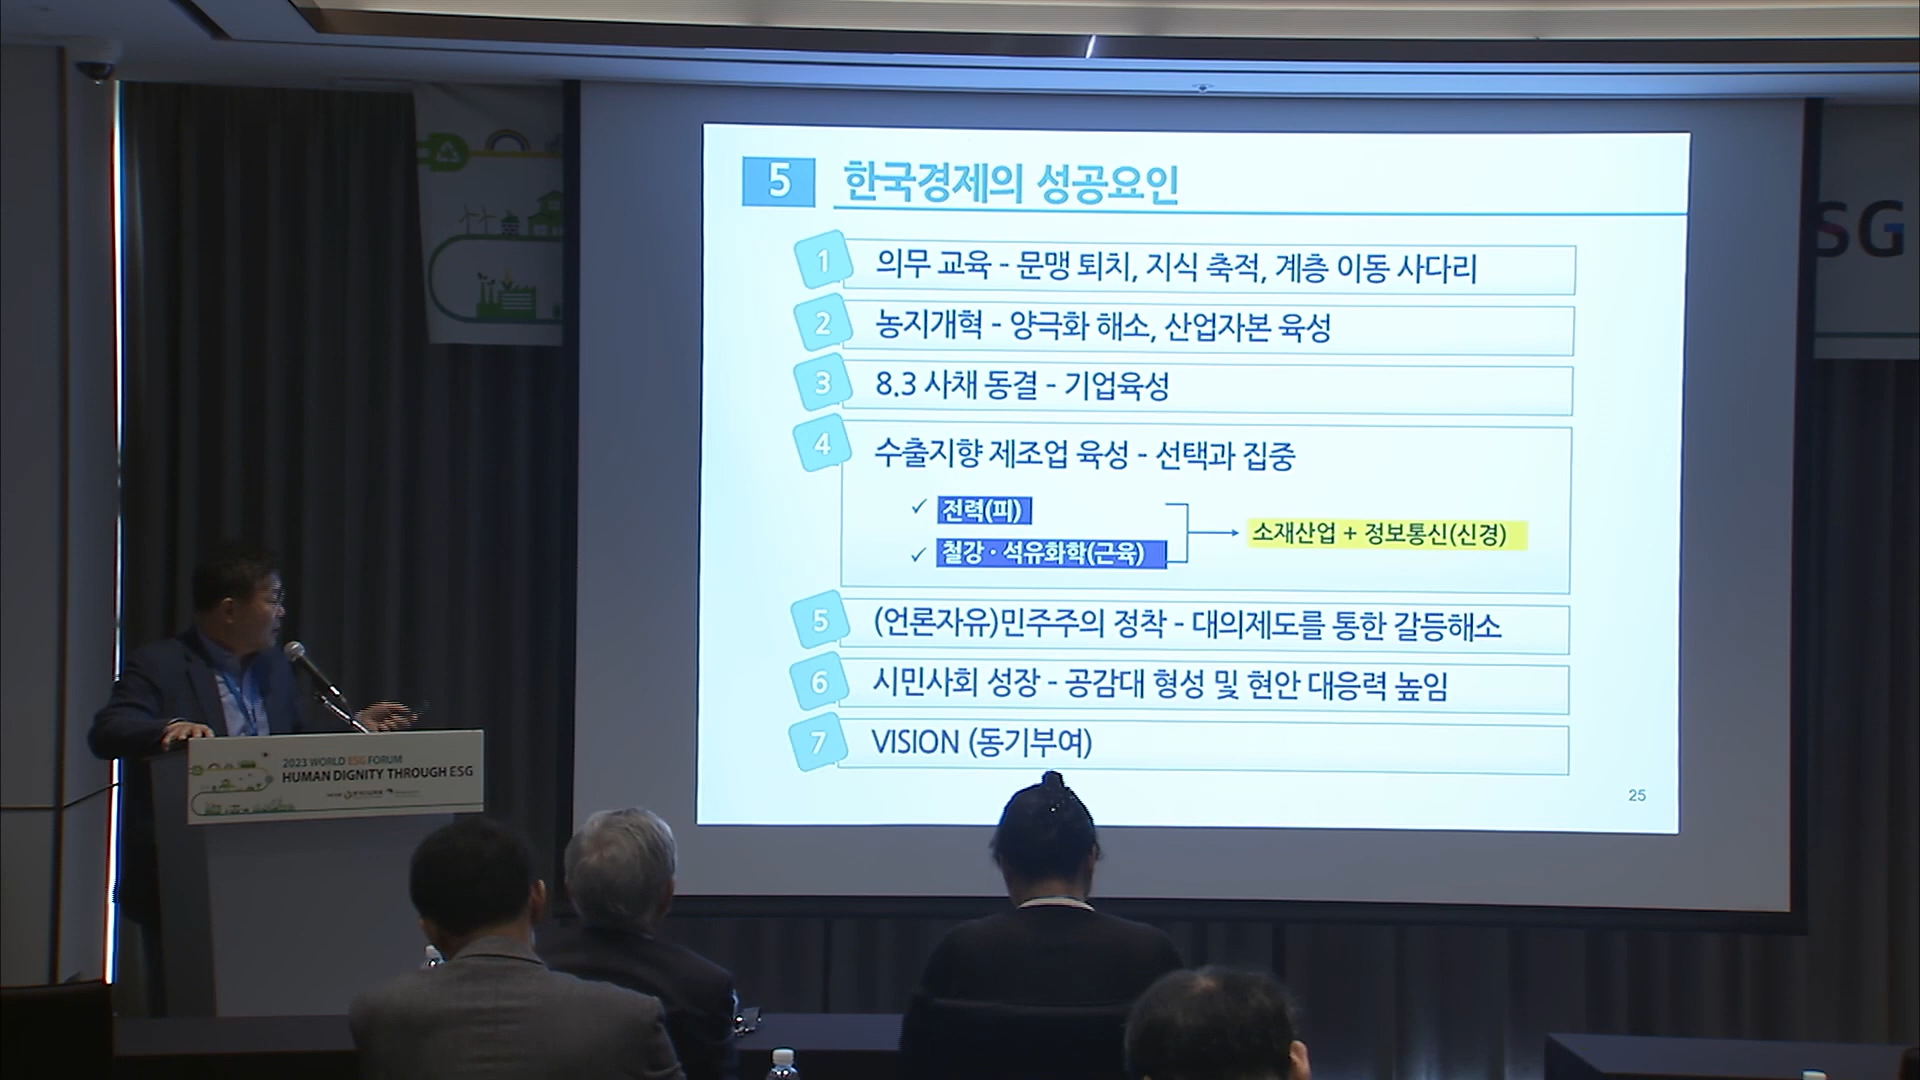 5 한국경제의 성공요인
1 의무 교육 - 문맹 퇴치, 지식 축적, 계층 이동 사다리
2 농지개혁 - 양극화 해소, 산업자본 육성
3 8.3 사채 동결 - 기업육성
4 수출지향 제조업 육성 - 선택과 집중
✓ 전력(피)
✓ 철강 · 석유화학(근육)
소재산업 + 정보통신(신경)
5 (언론자유)민주주의 정착 - 대의제도를 통한 갈등해소
6 시민사회 성장 - 공감대 형성 및 현안 대응력 높임
7 VISION (동기부여)
25
ESG
2023 WORLD ESG FORUM
HUMAN DIGNITY THROUGH ESG